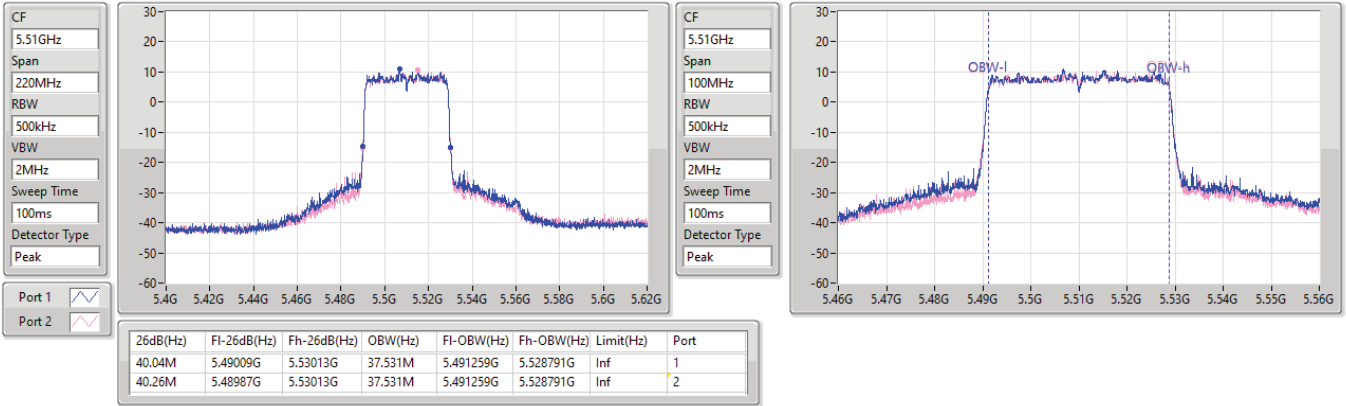 CF
5.51GHz
Span
220MHz
RBW
500kHz
VBW
2MHz
Sweep Time
100ms
Detector Type
Peak
Port 1
Port 2
30
20
10
0
-10
-20
-30
-40
-50
-60
5.4G 5.42G 5.44G 5.46G 5.48G 5.5G 5.52G 5.54G 5.56G 5.58G 5.6G 5.62G
CF
5.51GHz
Span
100MHz
RBW
500kHz
VBW
2MHz
Sweep Time
100ms
Detector Type
Peak
30
20
10
0
-10
-20
-30
-40
-50
-60
OBW-l OBW-h
5.46G 5.47G 5.48G 5.49G 5.5G 5.51G 5.52G 5.53G 5.54G 5.55G 5.56G
26dB(Hz) Fl-26dB(Hz) Fh-26dB(Hz) OBW(Hz) Fl-OBW(Hz) Fh-OBW(Hz) Limit(Hz) Port
40.04M 5.49009G 5.53013G 37.531M 5.491259G 5.528791G Inf 1
40.26M 5.48987G 5.53013G 37.531M 5.491259G 5.528791G Inf 2